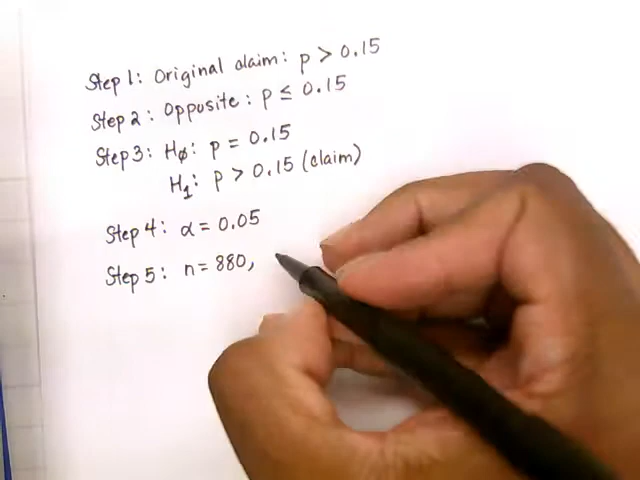 Step 1: Original claim: p > 0.15
Step 2: Opposite: p ≤ 0.15
Step 3: H∅: p = 0.15
H₁: p > 0.15 (claim)
Step 4: α = 0.05
Step 5: n = 880,